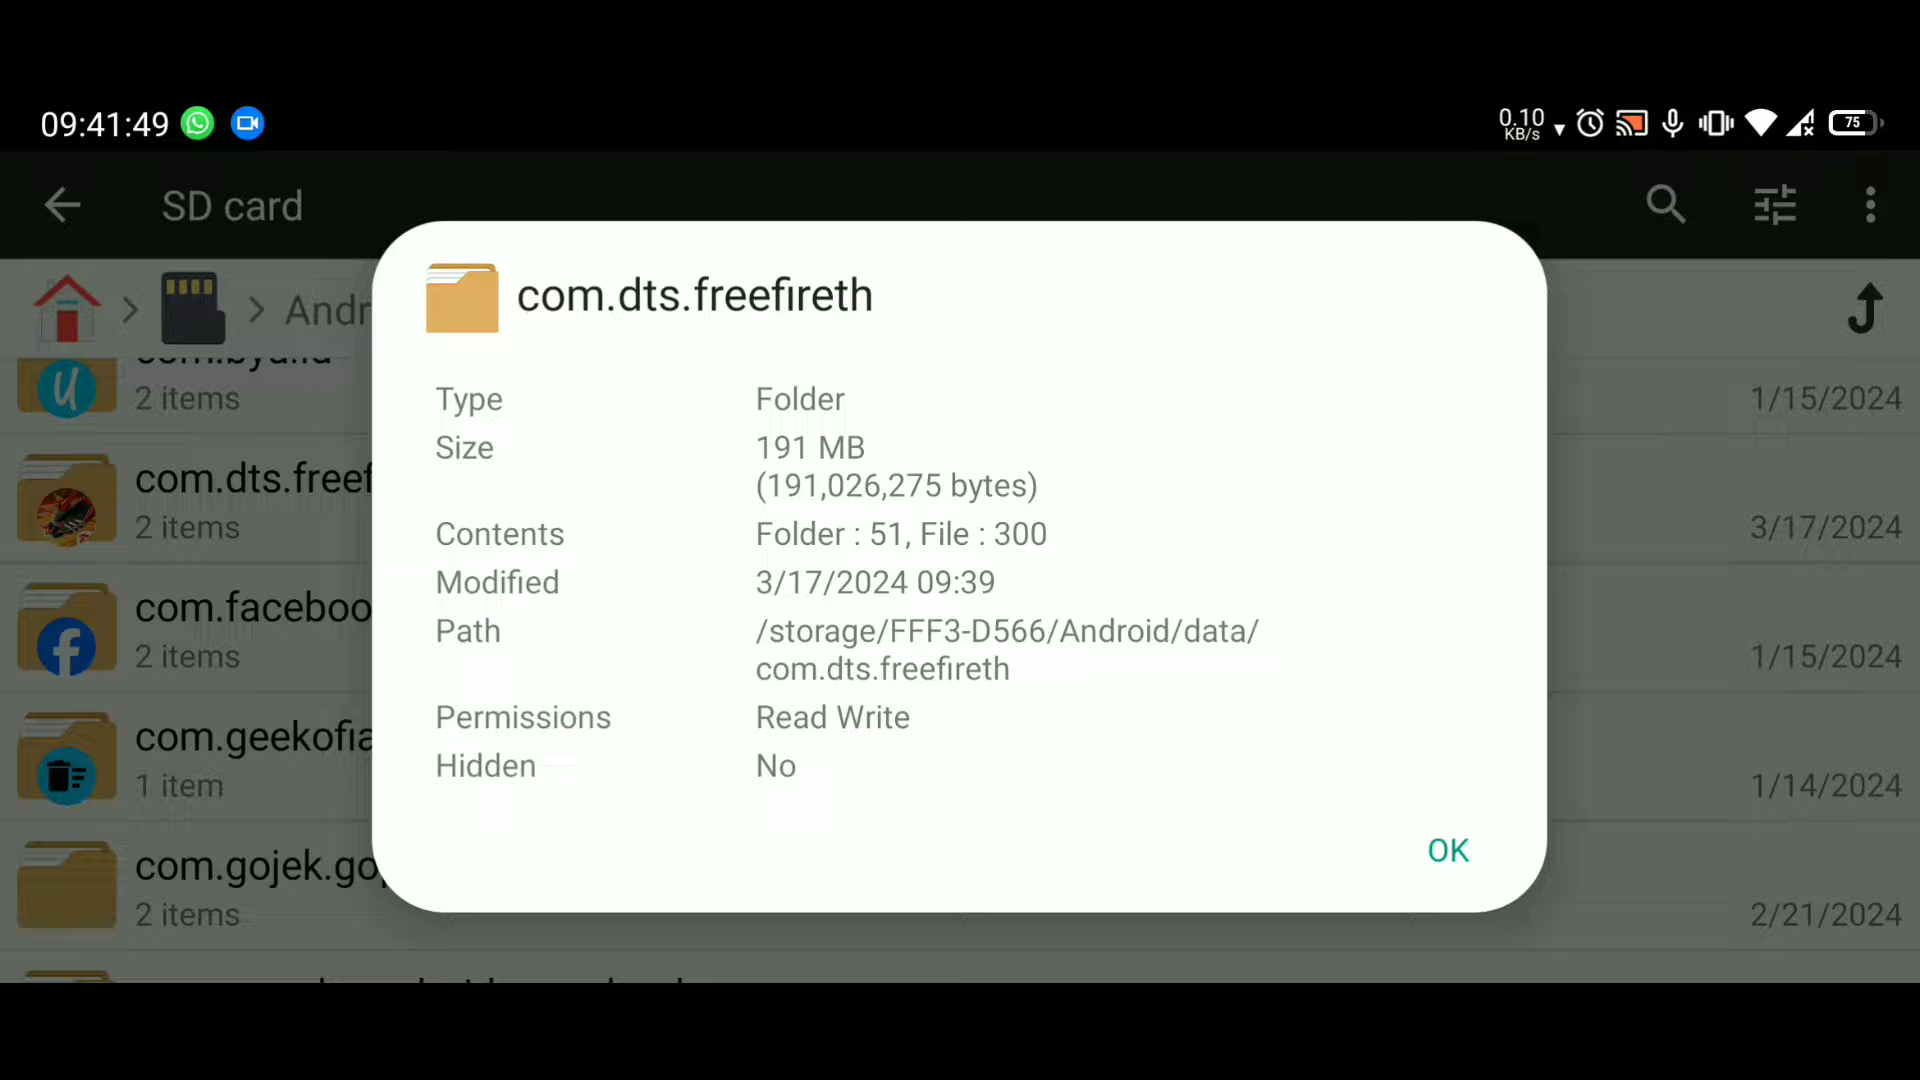 09:41:49
0.10
KB/s
75
SD card
com.dts.freefireth
Andr
2 items
1/15/2024
Type Folder
Size 191 MB
(191,026,275 bytes)
Contents Folder : 51, File : 300
Modified 3/17/2024 09:39
Path /storage/FFF3-D566/Android/data/
com.dts.freefireth
Permissions Read Write
Hidden No
OK
com.dts.freef
2 items
3/17/2024
com.faceboo
2 items
1/15/2024
com.geekofia
1 item
1/14/2024
com.gojek.gop
2 items
2/21/2024